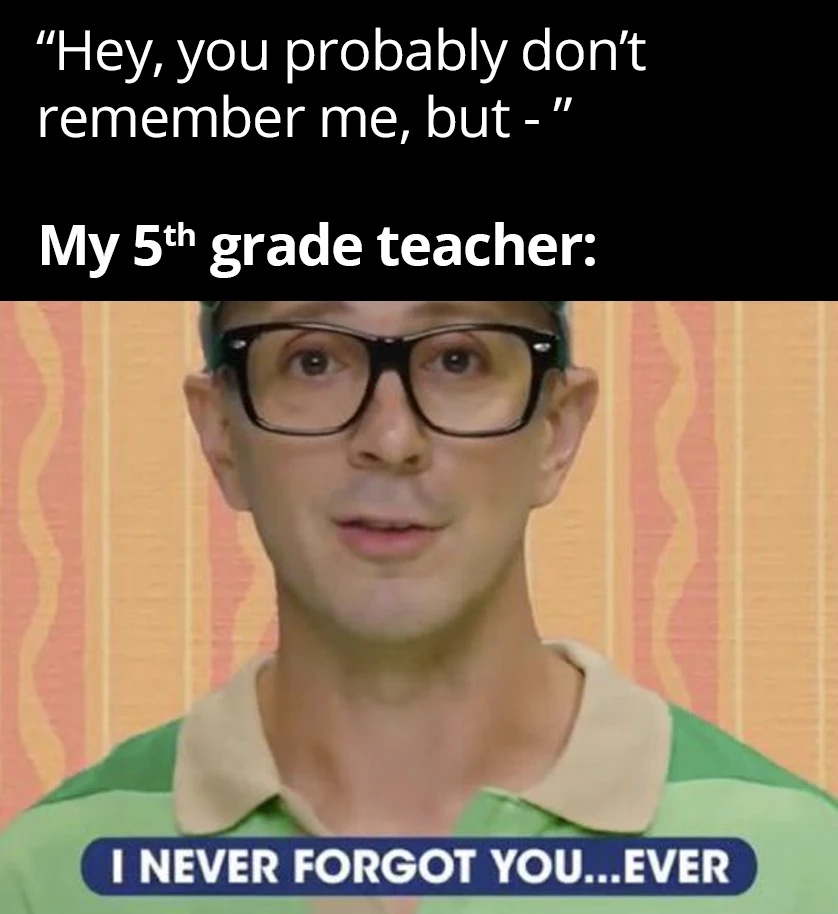 “Hey, you probably don’t
remember me, but - ”
My 5th grade teacher:
I NEVER FORGOT YOU...EVER